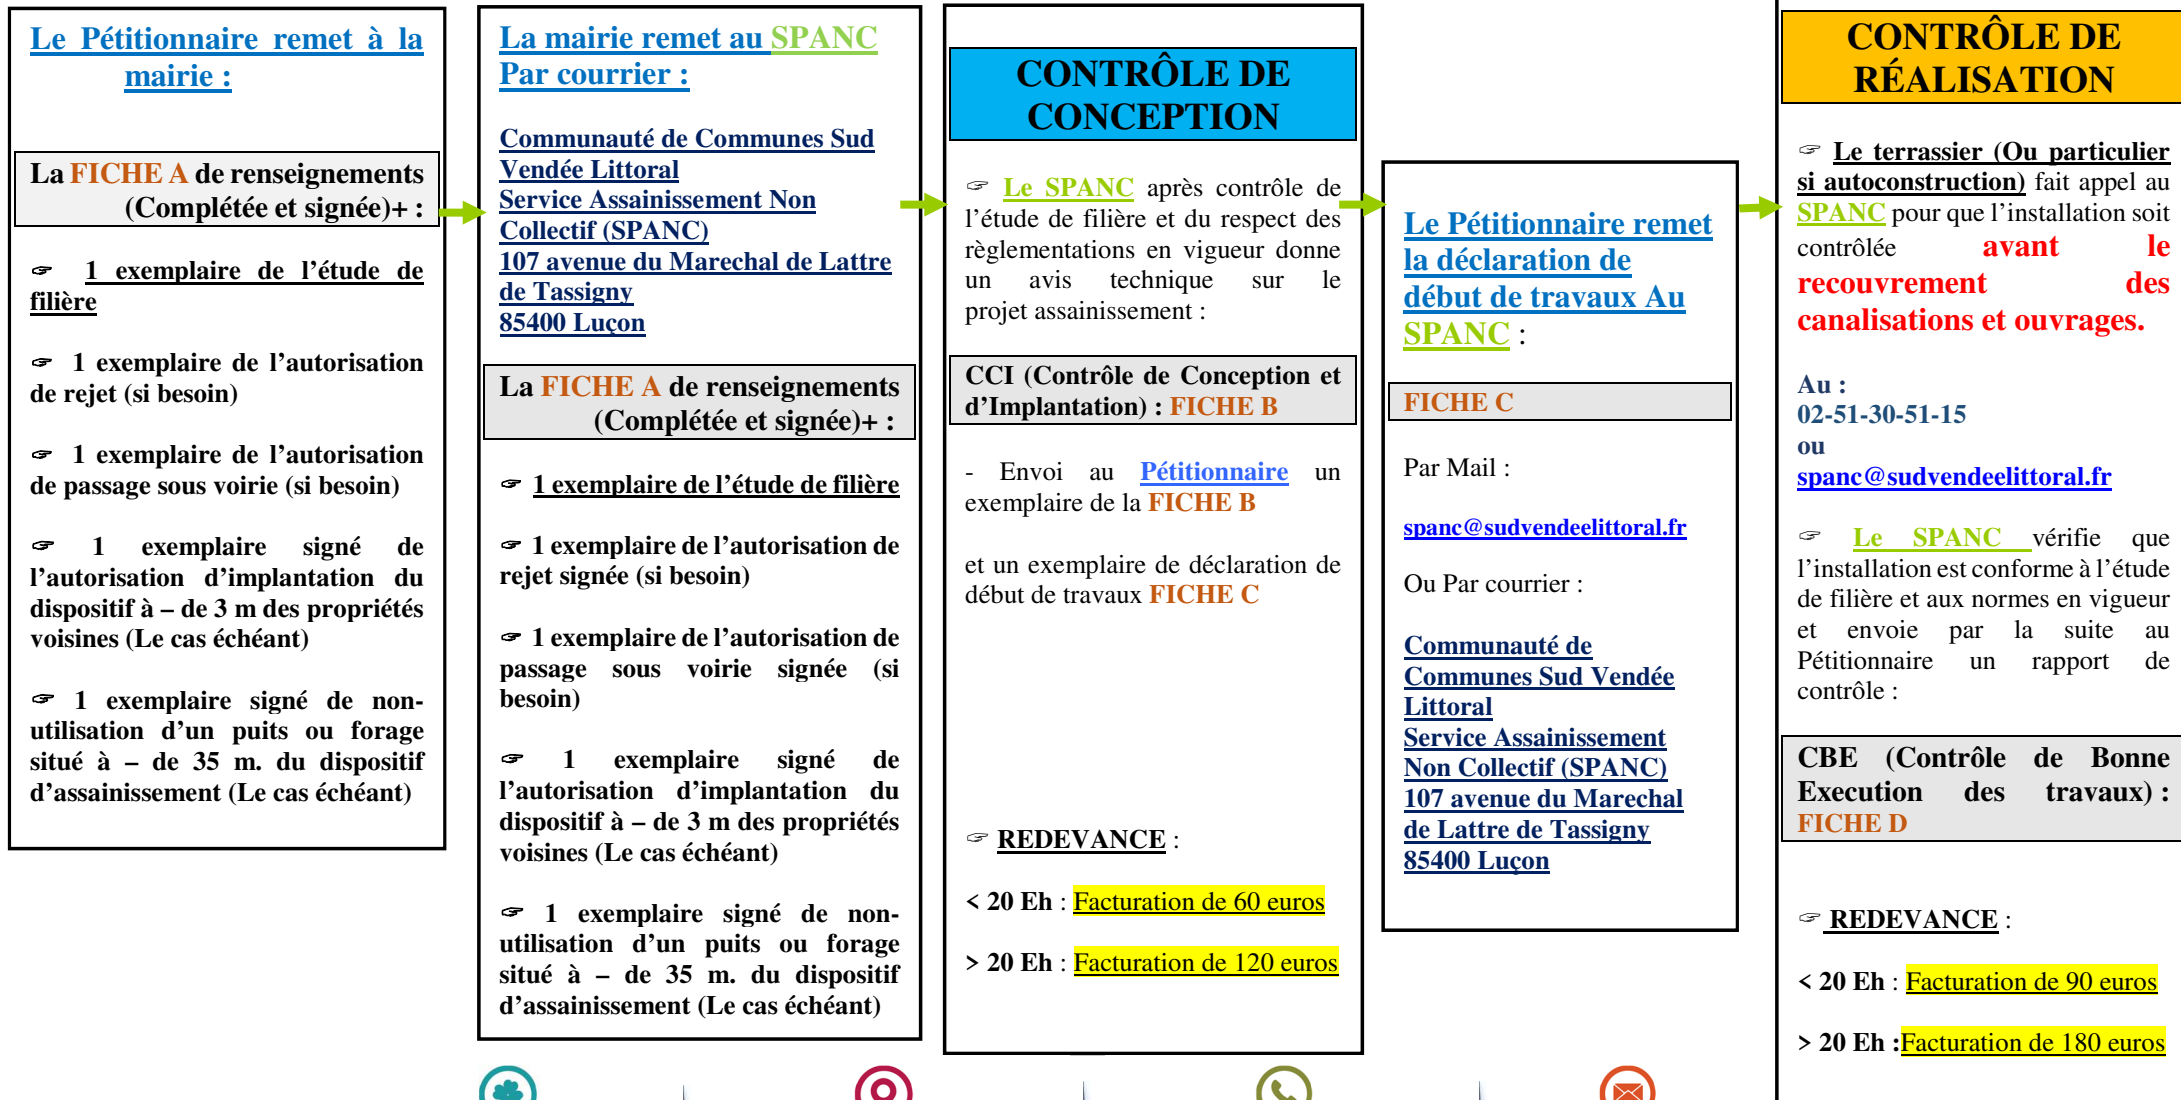 Le Pétitionnaire remet à la
mairie :
La FICHE A de renseignements
(Complétée et signée)+ :
☞ 1 exemplaire de l’étude de
filière
☞ 1 exemplaire de l’autorisation
de rejet (si besoin)
☞ 1 exemplaire de l’autorisation
de passage sous voirie (si besoin)
☞ 1 exemplaire signé de
l’autorisation d’implantation du
dispositif à – de 3 m des propriétés
voisines (Le cas échéant)
☞ 1 exemplaire signé de non-
utilisation d’un puits ou forage
situé à – de 35 m. du dispositif
d’assainissement (Le cas échéant)
La mairie remet au SPANC
Par courrier :
Communauté de Communes Sud
Vendée Littoral
Service Assainissement Non
Collectif (SPANC)
107 avenue du Marechal de Lattre
de Tassigny
85400 Luçon
La FICHE A de renseignements
(Complétée et signée)+ :
☞ 1 exemplaire de l’étude de filière
☞ 1 exemplaire de l’autorisation de
rejet signée (si besoin)
☞ 1 exemplaire de l’autorisation de
passage sous voirie signée (si
besoin)
☞ 1 exemplaire signé de
l’autorisation d’implantation du
dispositif à – de 3 m des propriétés
voisines (Le cas échéant)
☞ 1 exemplaire signé de non-
utilisation d’un puits ou forage
situé à – de 35 m. du dispositif
d’assainissement (Le cas échéant)
CONTRÔLE DE
CONCEPTION
☞ Le SPANC après contrôle de
l’étude de filière et du respect des
règlementations en vigueur donne
un avis technique sur le
projet assainissement :
CCI (Contrôle de Conception et
d’Implantation) : FICHE B
- Envoi au Pétitionnaire un
exemplaire de la FICHE B
et un exemplaire de déclaration de
début de travaux FICHE C
☞ REDEVANCE :
< 20 Eh : Facturation de 60 euros
> 20 Eh : Facturation de 120 euros
Le Pétitionnaire remet
la déclaration de
début de travaux Au
SPANC :
FICHE C
Par Mail :
spanc@sudvendeelittoral.fr
Ou Par courrier :
Communauté de
Communes Sud Vendée
Littoral
Service Assainissement
Non Collectif (SPANC)
107 avenue du Marechal
de Lattre de Tassigny
85400 Luçon
CONTRÔLE DE
RÉALISATION
☞ Le terrassier (Ou particulier
si autoconstruction) fait appel au
SPANC pour que l’installation soit
contrôlée avant le
recouvrement des
canalisations et ouvrages.
Au :
02-51-30-51-15
ou
spanc@sudvendeelittoral.fr
☞ Le SPANC vérifie que
l’installation est conforme à l’étude
de filière et aux normes en vigueur
et envoie par la suite au
Pétitionnaire un rapport de
contrôle :
CBE (Contrôle de Bonne
Execution des travaux) :
FICHE D
☞ REDEVANCE :
< 20 Eh : Facturation de 90 euros
> 20 Eh :Facturation de 180 euros